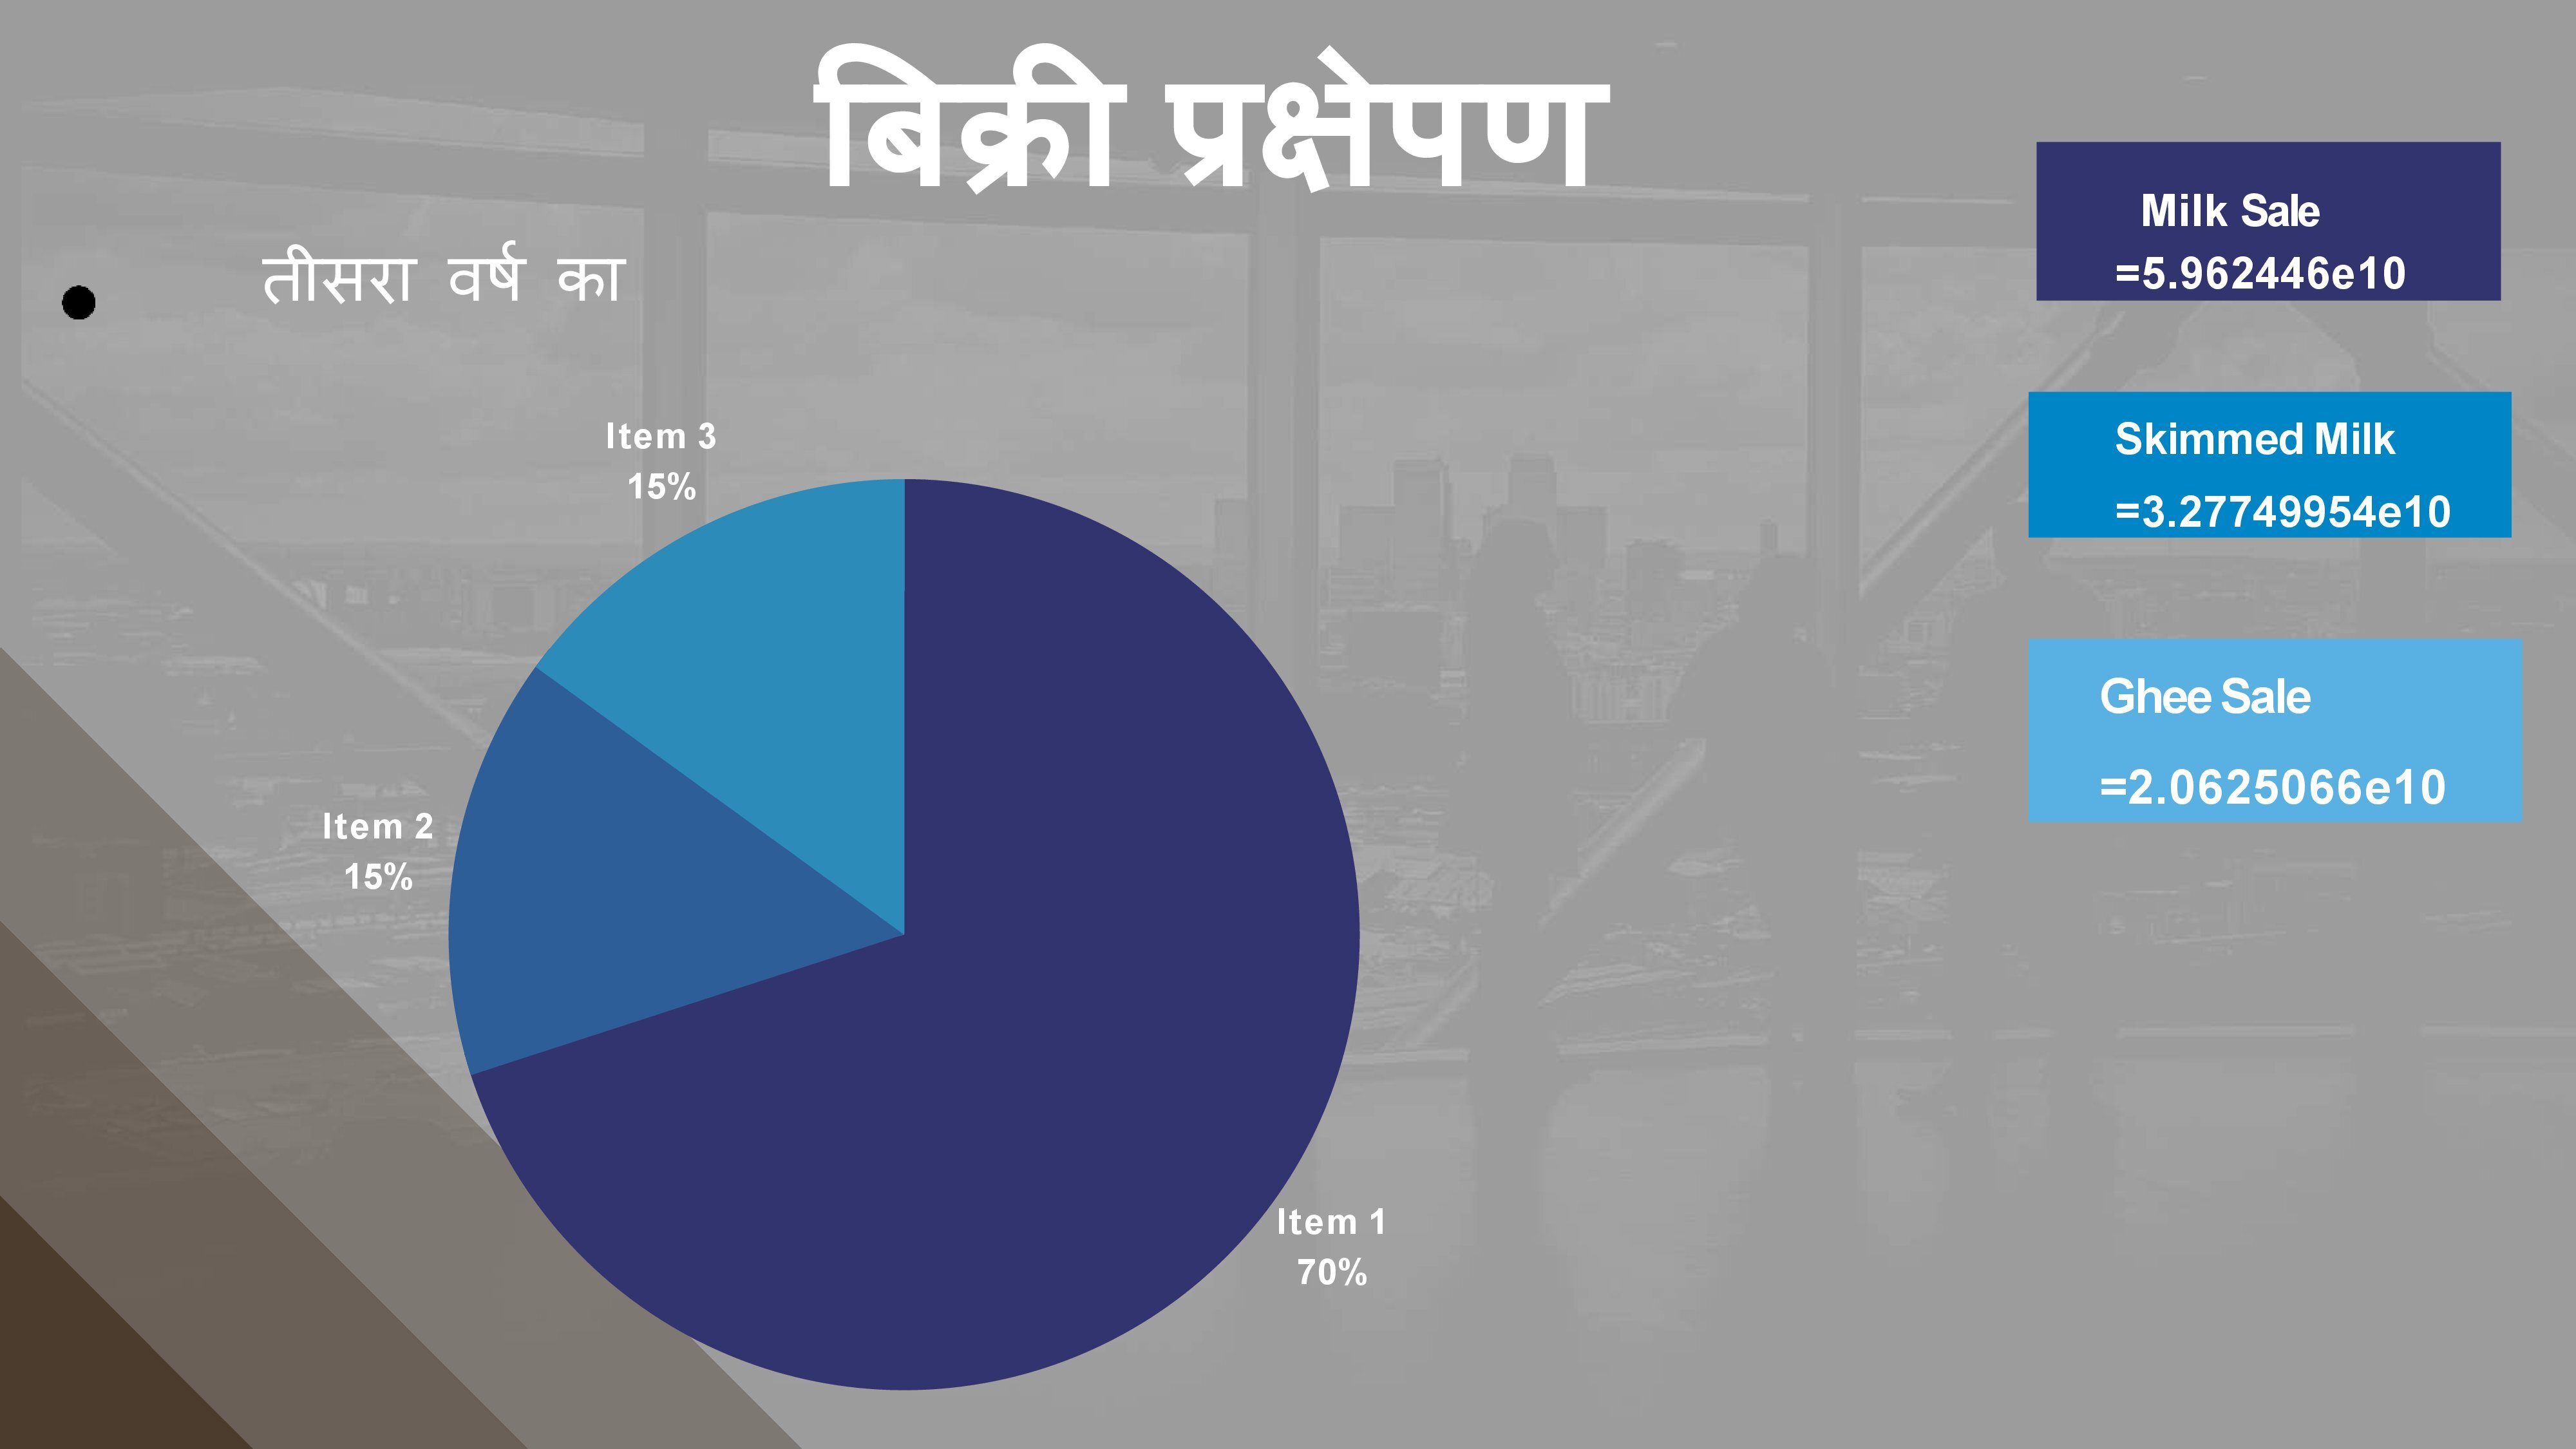 बिक्री प्रक्षेपण
तीसरा वर्ष का
Milk Sale
=5.962446e10
Skimmed Milk
=3.27749954e10
Ghee Sale
=2.0625066e10
Item 3
15%
Item 2
15%
Item 1
70%